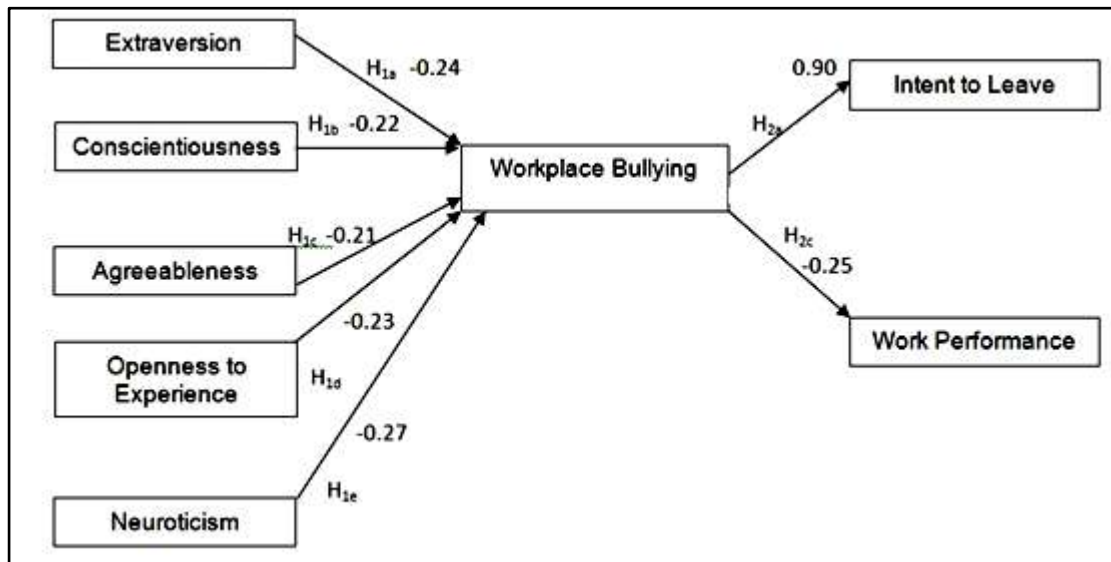 Extraversion
H1a -0.24
0.90
Intent to Leave
H1b -0.22
H2a
Conscientiousness
Workplace Bullying
H1c -0.21
H2c
-0.25
Agreeableness
-0.23
Work Performance
Openness to
Experience
H1d
-0.27
H1e
Neuroticism